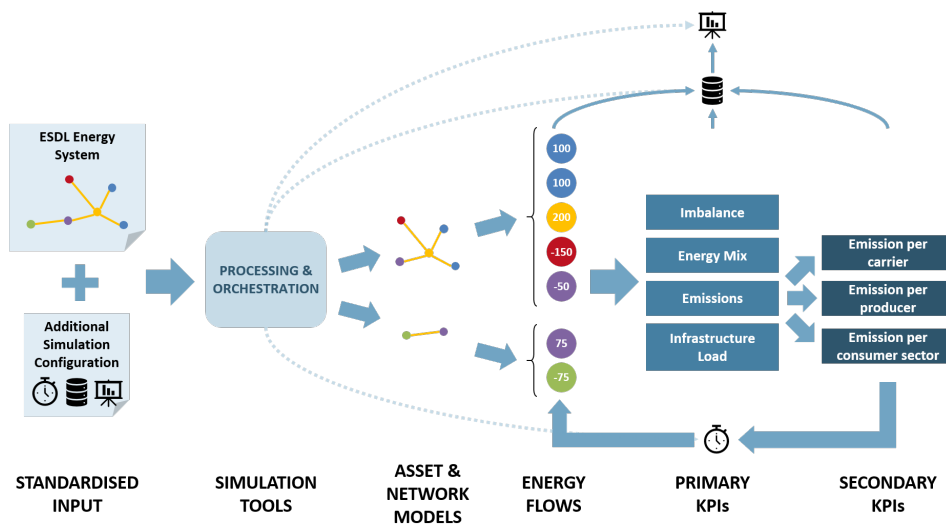 ESDL Energy
System
Additional
Simulation
Configuration
PROCESSING &
ORCHESTRATION
100
100
200
-150
-50
75
-75
Imbalance
Energy Mix
Emissions
Infrastructure
Load
Emission per
carrier
Emission per
producer
Emission per
consumer sector
STANDARDISED
INPUT
SIMULATION
TOOLS
ASSET &
NETWORK
MODELS
ENERGY
FLOWS
PRIMARY
KPIs
SECONDARY
KPIs